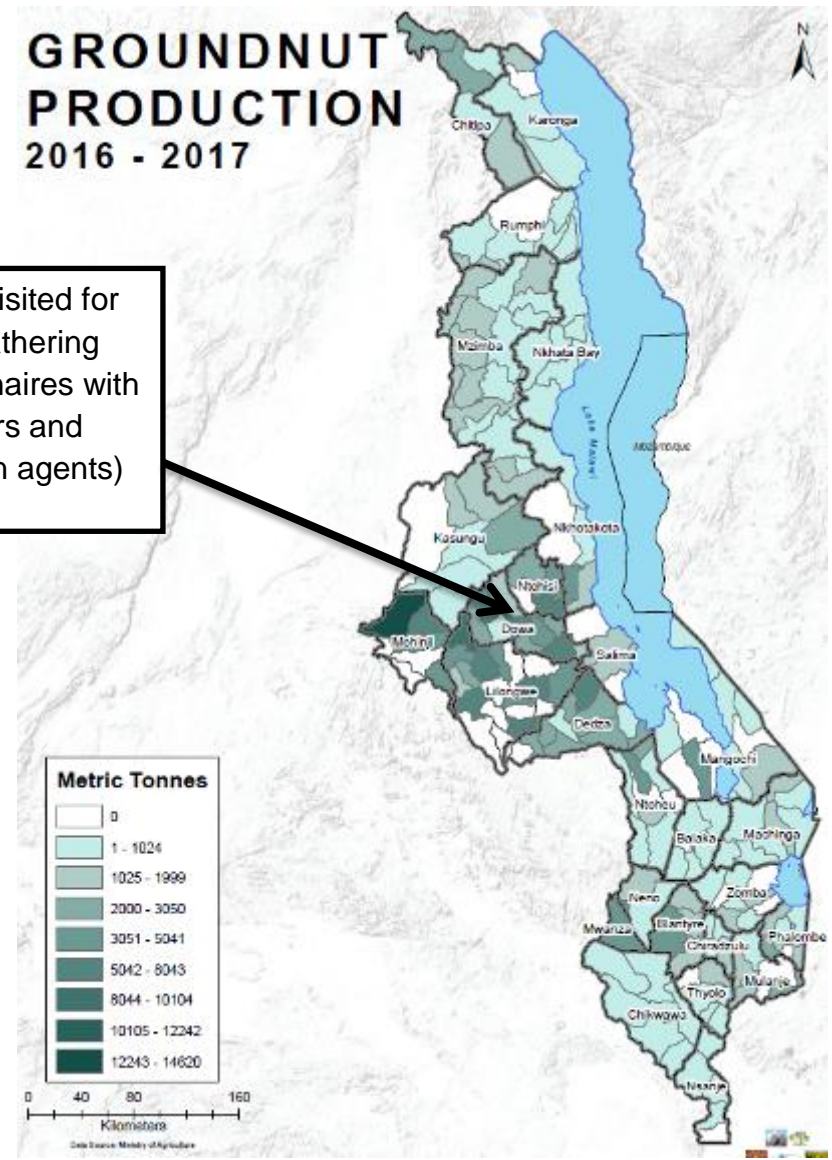 GROUNDNUT
PRODUCTION
2016 - 2017
N
Chitipa
Karonga
Rumphi
Mzimba
Nkhata Bay
Lake Malawi
Mozambique
isited for
athering
naires with
rs and
n agents)
Kasungu
Nkhotakota
Ntchisi
Dowa
Mchinji
Salima
Lilongwe
Dedza
Mangochi
Ntcheu
Balaka
Machinga
Zomba
Neno
Mwanza
Blantyre
Chiradzulu
Phalombe
Mulanje
Thyolo
Chikwawa
Nsanje
Metric Tonnes
0
1 - 1024
1025 - 1999
2000 - 3050
3051 - 5041
5042 - 8043
8044 - 10104
10105 - 12242
12243 - 14620
0 40 80 160
Kilometers
Data Source: Ministry of Agriculture